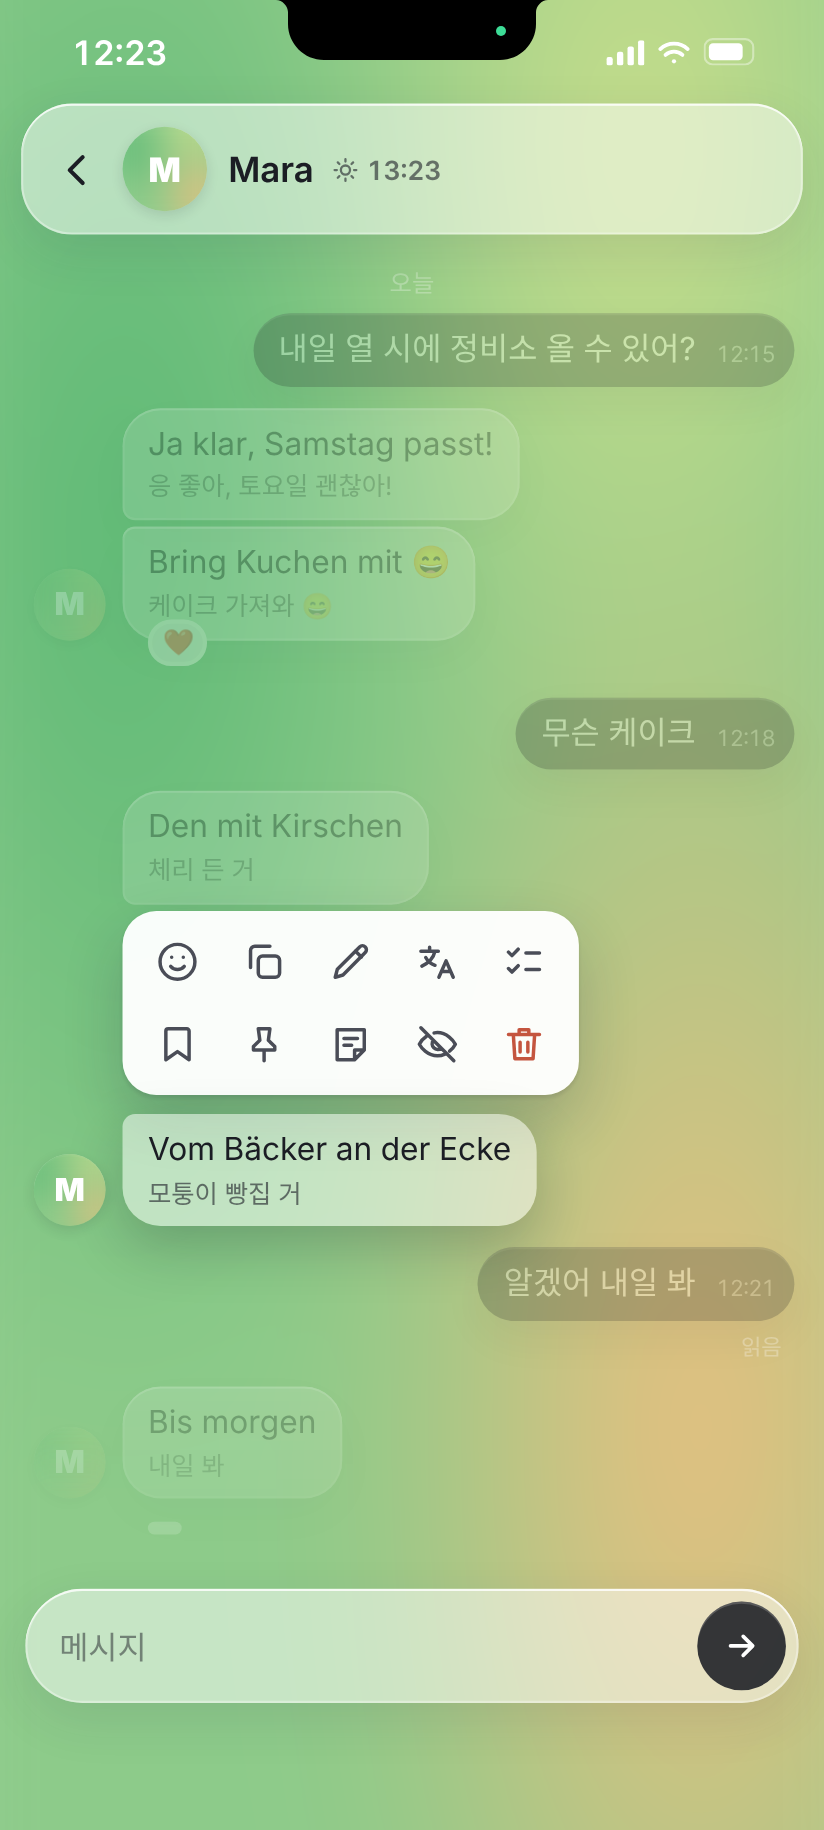 12:23
M
Mara 13:23
오늘
내일 열 시에 정비소 올 수 있어? 12:15
Ja klar, Samstag passt!
응 좋아, 토요일 괜찮아!
Bring Kuchen mit 😄
케이크 가져와 😄
M
🧡
무슨 케이크 12:18
Den mit Kirschen
체리 든 거
Vom Bäcker an der Ecke
모퉁이 빵집 거
M
알겠어 내일 봐 12:21
읽음
Bis morgen
내일 봐
M
메시지